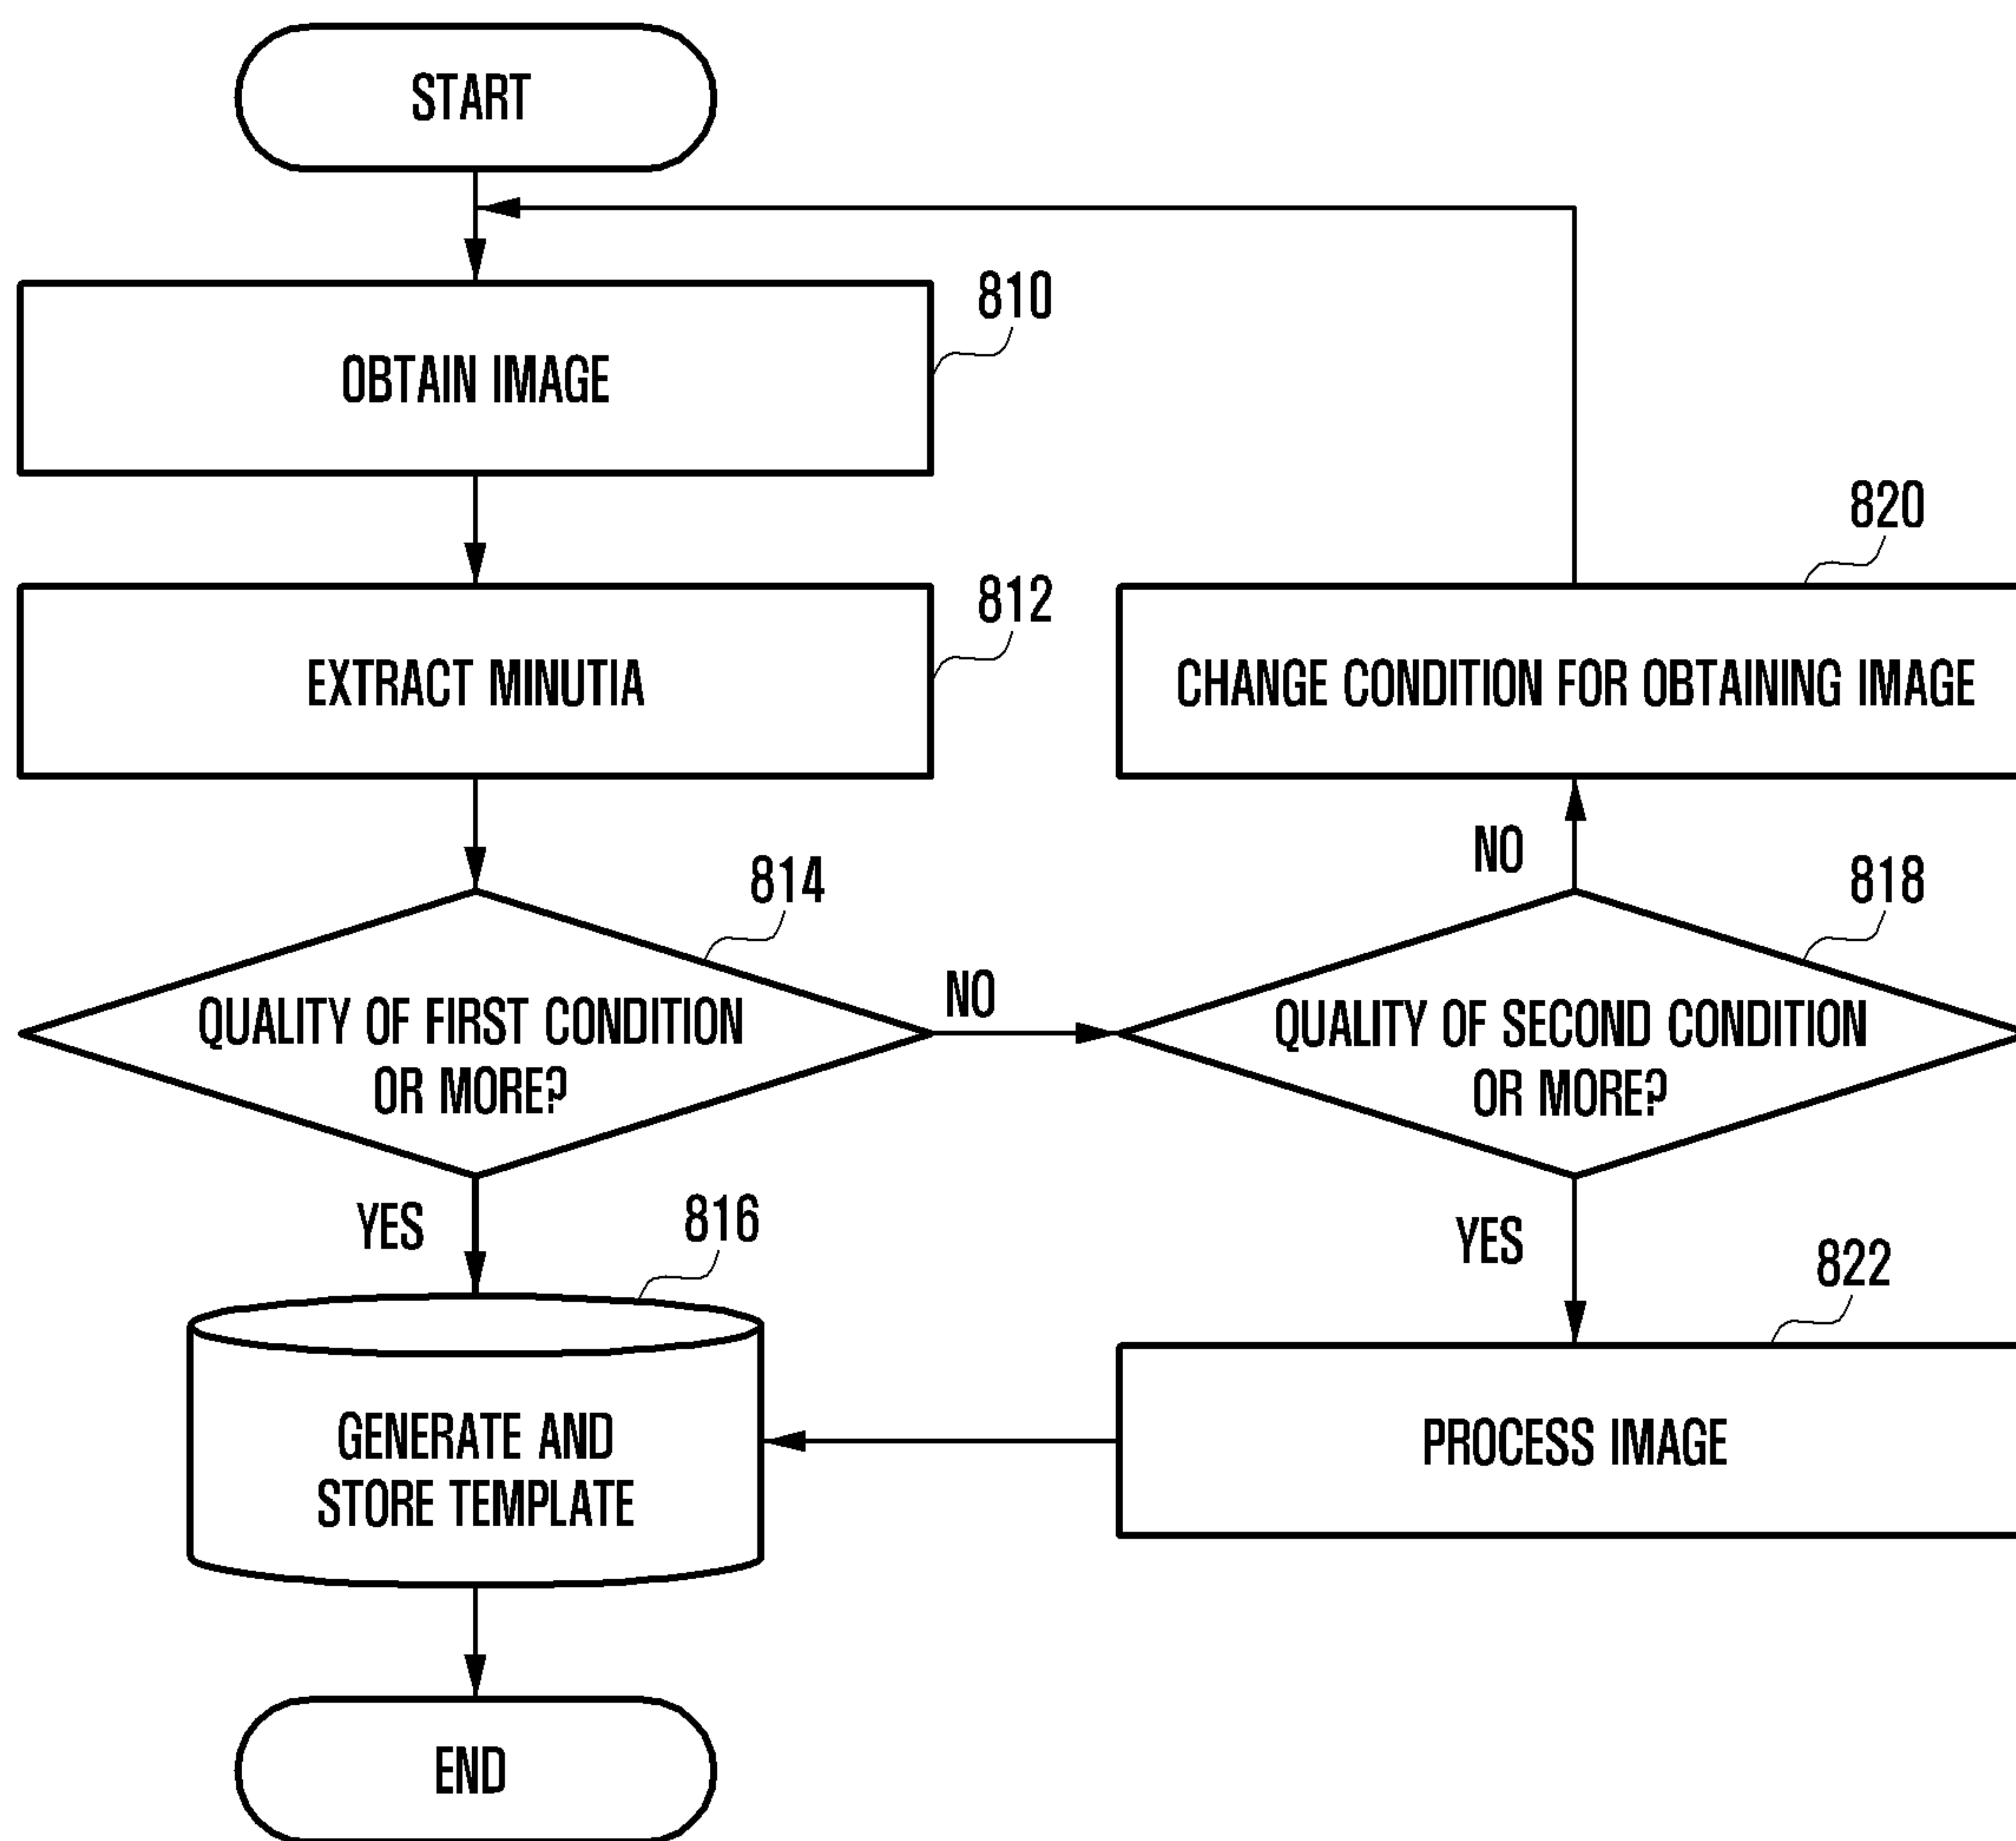 START
810
OBTAIN IMAGE
812
EXTRACT MINUTIA
820
CHANGE CONDITION FOR OBTAINING IMAGE
NO
814
QUALITY OF FIRST CONDITION
OR MORE?
NO
818
QUALITY OF SECOND CONDITION
OR MORE?
YES
816
GENERATE AND
STORE TEMPLATE
YES
822
PROCESS IMAGE
END